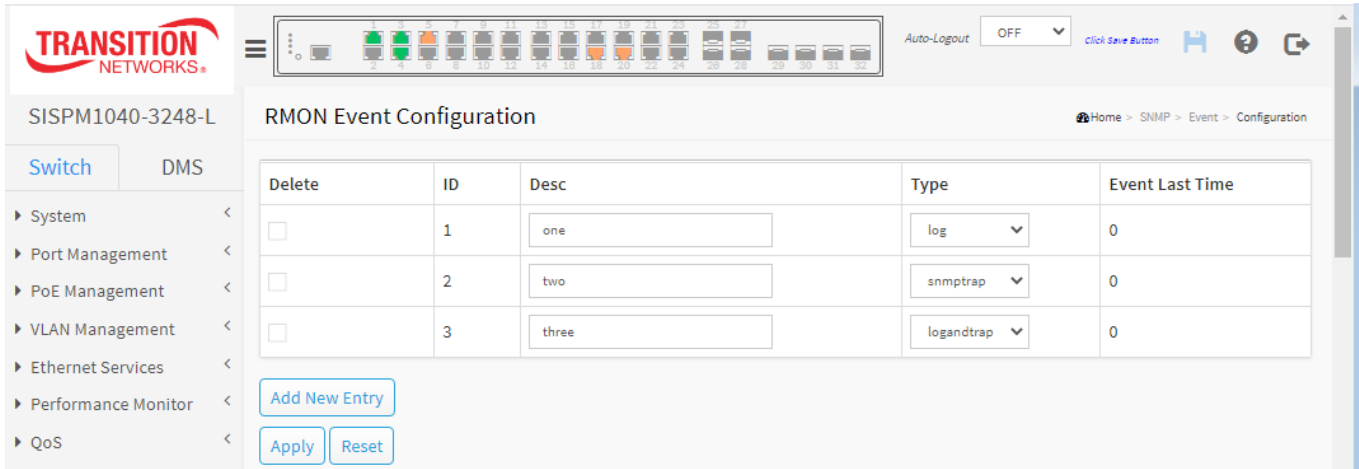 TRANSITION
NETWORKS®
1 3 5 7 9 11 13 15 17 19 21 23 25 27
2 4 6 8 10 12 14 16 18 20 22 24 26 28 29 30 31 32
Auto-Logout OFF Click Save Button
SISPM1040-3248-L
RMON Event Configuration
Home > SNMP > Event > Configuration
Switch DMS
System
Port Management
PoE Management
VLAN Management
Ethernet Services
Performance Monitor
QoS
Delete ID Desc Type Event Last Time
1 one log 0
2 two snmptrap 0
3 three logandtrap 0
Add New Entry
Apply Reset